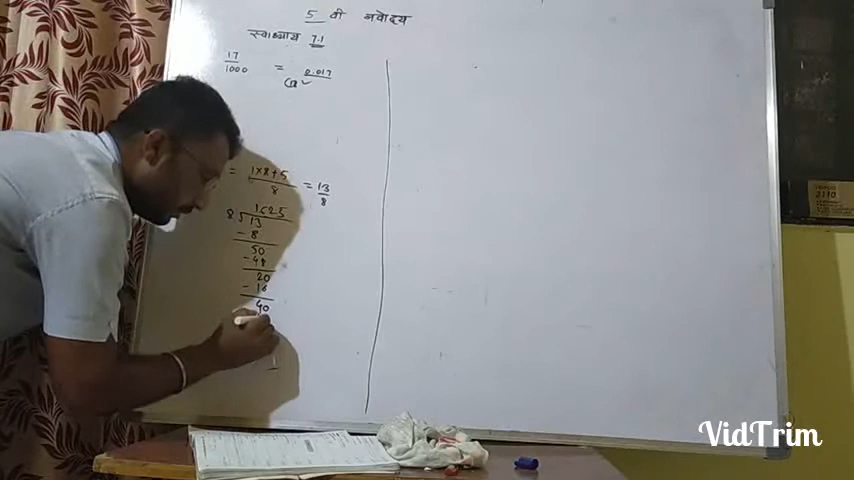 5 वी नवोदय
स्वाध्याय 7.1
17/1000 = 0.017
= 1×8+5/8 = 13/8
1.625
8)13
-8
50
-48
20
-16
40
VidTrim